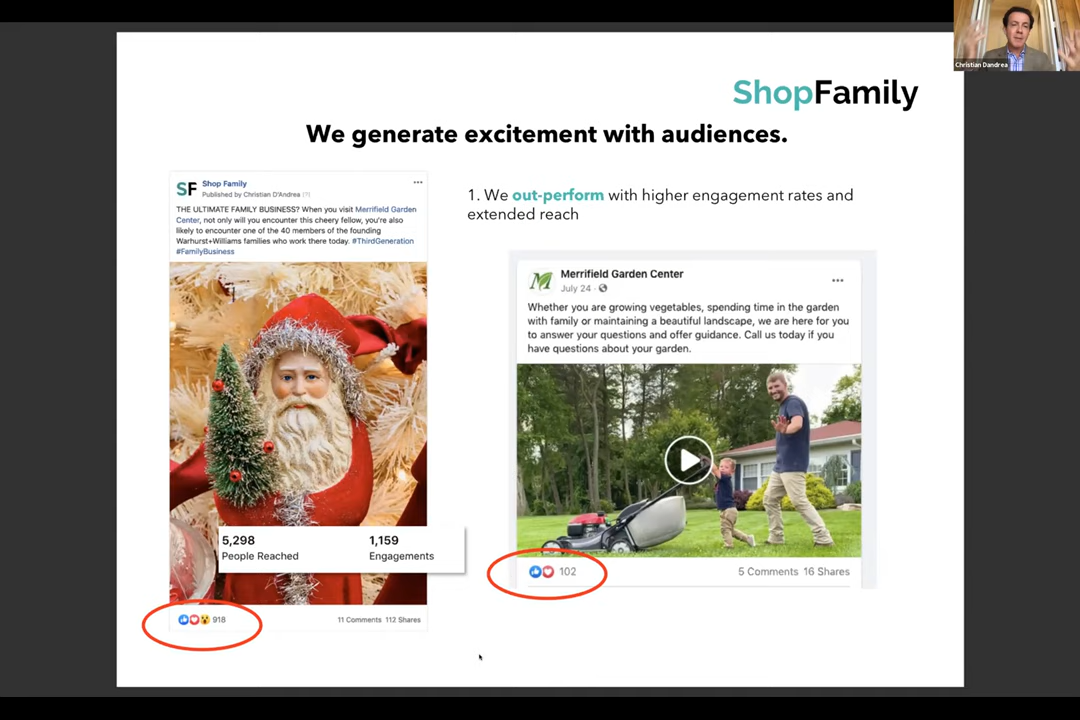 Christian Dandrea
ShopFamily
We generate excitement with audiences.
SF
Shop Family
Published by Christian D'Andrea [?]
THE ULTIMATE FAMILY BUSINESS? When you visit Merrifield Garden
Center, not only will you encounter this cheery fellow, you're also
likely to encounter one of the 40 members of the founding
Warhurst+Williams families who work there today. #ThirdGeneration
#FamilyBusiness
5,298
People Reached
1,159
Engagements
918
11 Comments 112 Shares
1. We out-perform with higher engagement rates and
extended reach
M
Merrifield Garden Center
July 24 ·
Whether you are growing vegetables, spending time in the garden
with family or maintaining a beautiful landscape, we are here for you
to answer your questions and offer guidance. Call us today if you
have questions about your garden.
102
5 Comments 16 Shares